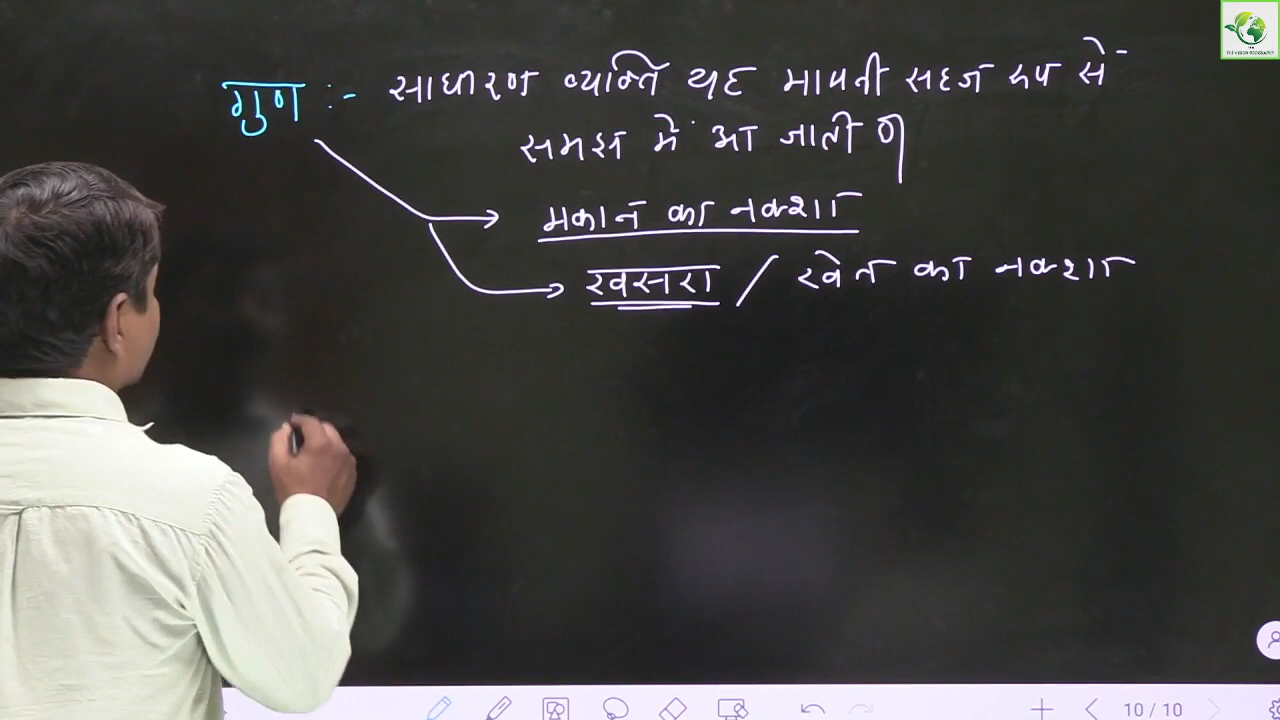 गुण :- साधारण व्यक्ति यह मापनी सहज रूप से
समझ में आ जाती
मकान का नक्शा
खसरा / खेत का नक्शा
10 / 10